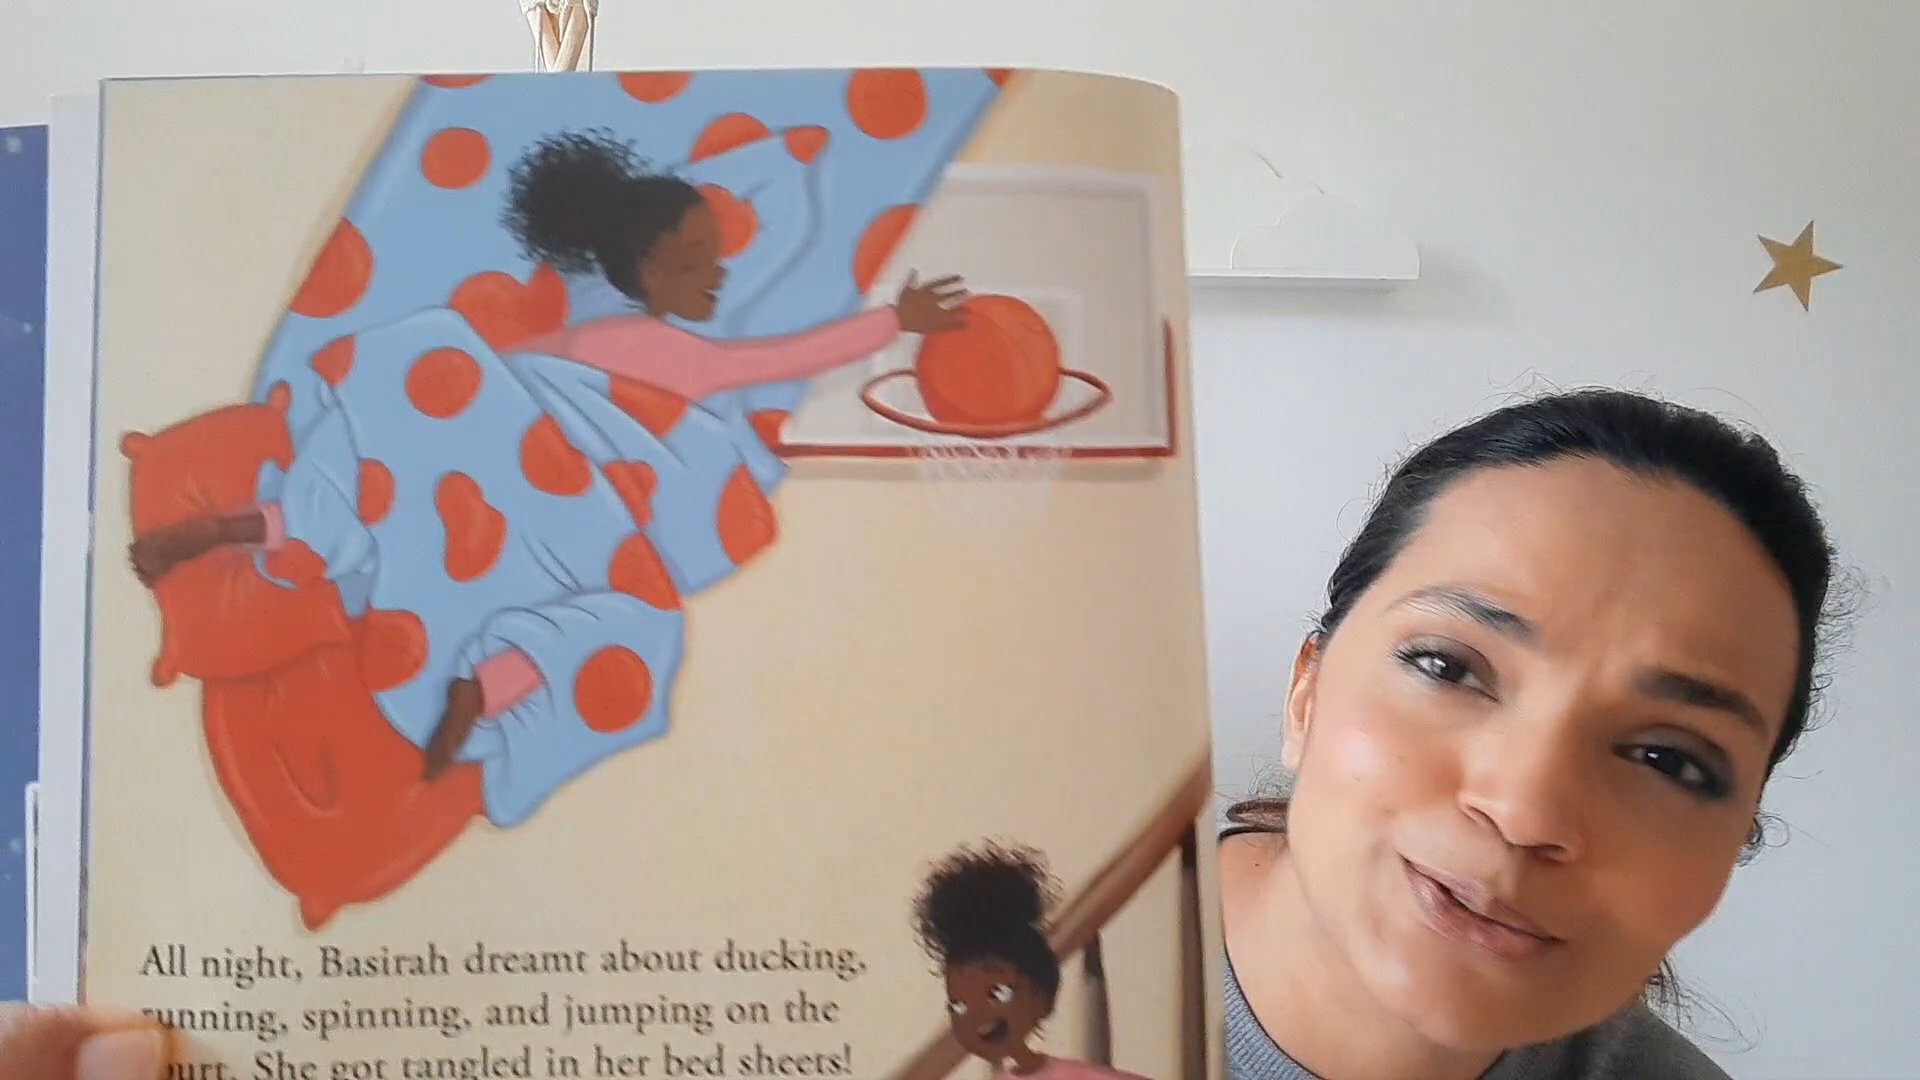 All night, Basirah dreamt about ducking,
running, spinning, and jumping on the
court. She got tangled in her bed sheets!